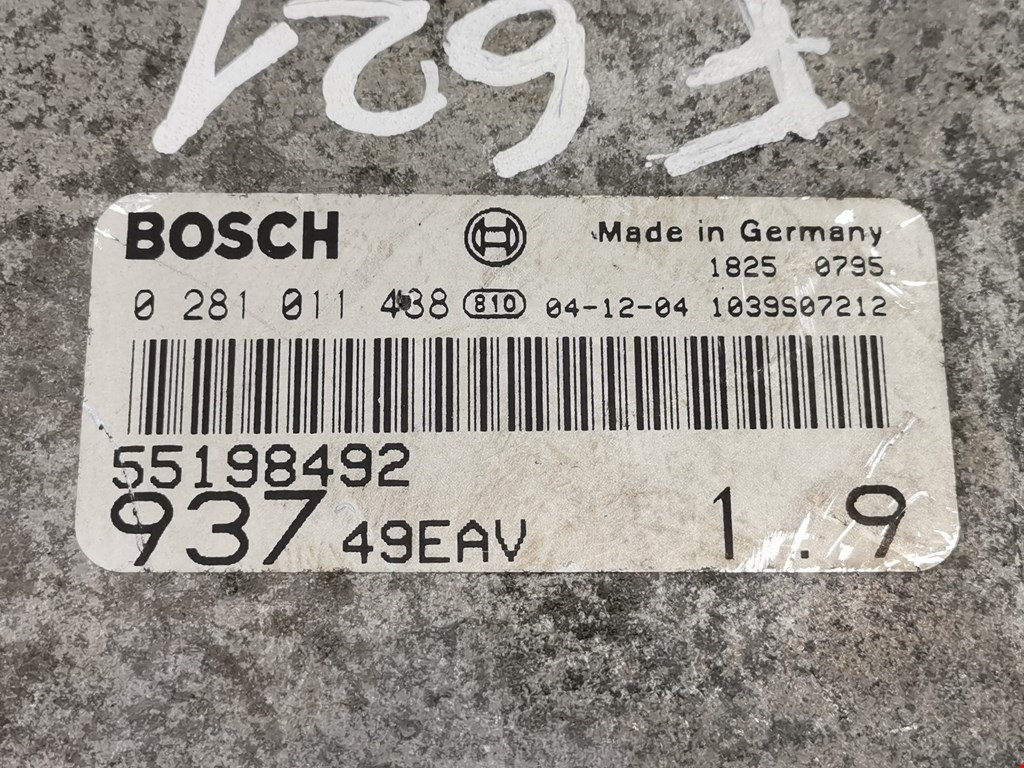 F621
BOSCH Made in Germany
1825 0795
0 281 011 438 810 04-12-04 1039S07212
55198492
937 49EAV 1.9